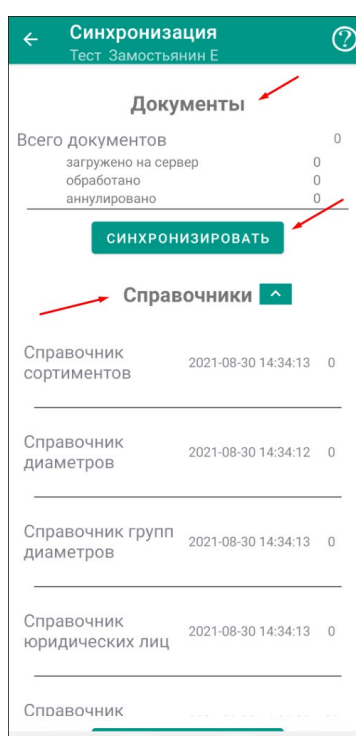 Синхронизация
Тест Замостьянин Е
Документы
Всего документов 0
загружено на сервер 0
обработано 0
аннулировано 0
СИНХРОНИЗИРОВАТЬ
Справочники
Справочник
сортиментов 2021-08-30 14:34:13 0
Справочник
диаметров 2021-08-30 14:34:12 0
Справочник групп
диаметров 2021-08-30 14:34:13 0
Справочник
юридических лиц 2021-08-30 14:34:13 0
Справочник